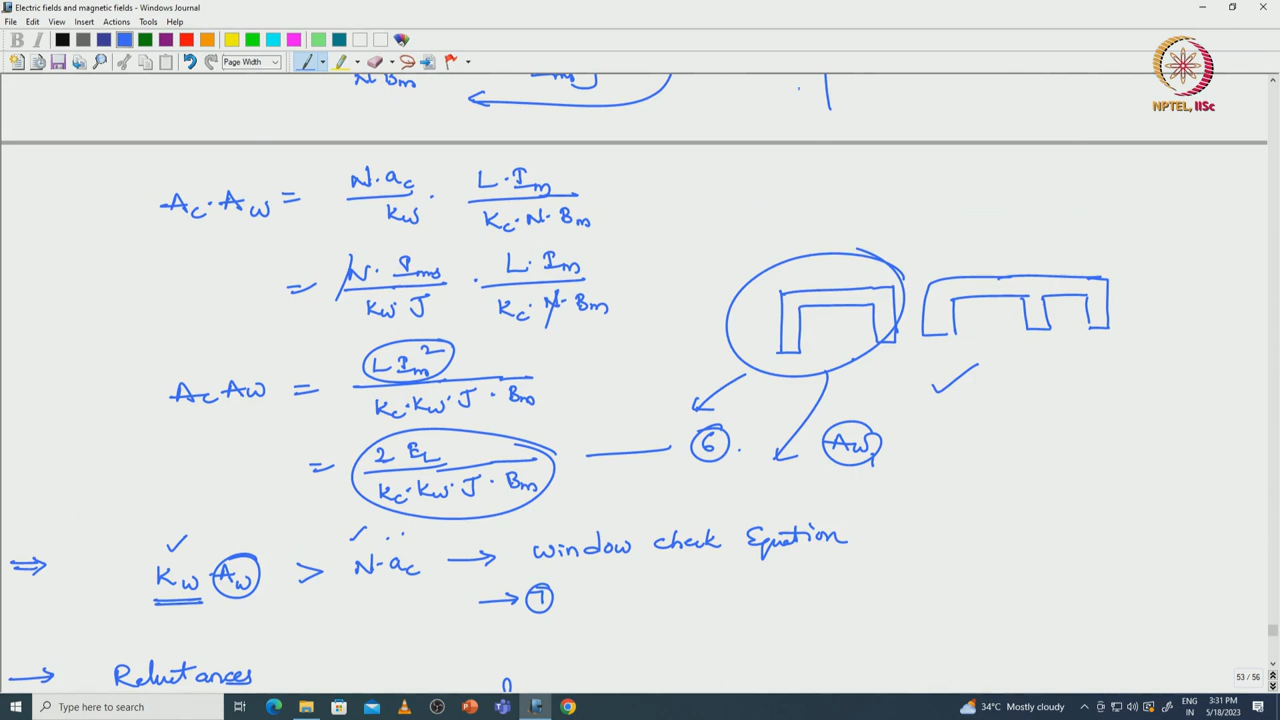 Electric fields and magnetic fields - Windows Journal
File Edit View Insert Actions Tools Help
B I Page Width
NPTEL, IISc
N Bm
Ac·Aw = N·ac / Kw · L·Im / Kc·N·Bm
= N·Irms / Kw·J · L·Im / Kc·N·Bm
AcAw = L Im² / Kc·Kw·J·Bm
= 2 EL / Kc·Kw·J·Bm — 6. Aw,
⇒ Kw·Aw > N·ac → window check Equation
→ 7
→ Reluctances
53 / 56
Type here to search
34°C Mostly cloudy
ENG
IN
3:31 PM
5/18/2023